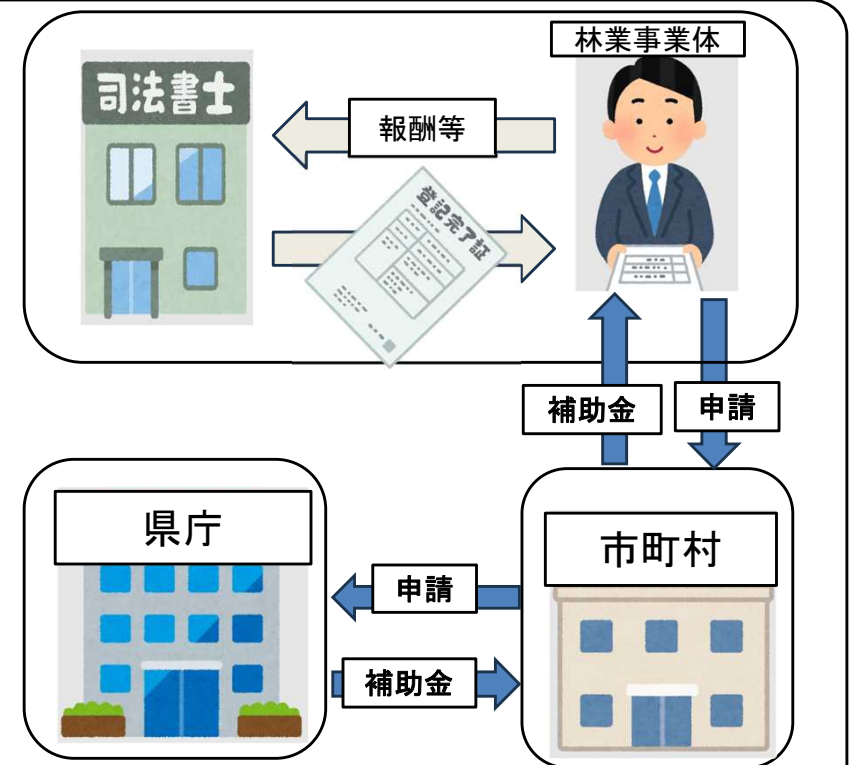 林業事業体
司法書士
報酬等
登記完了証
補助金
申請
県庁
市町村
申請
補助金